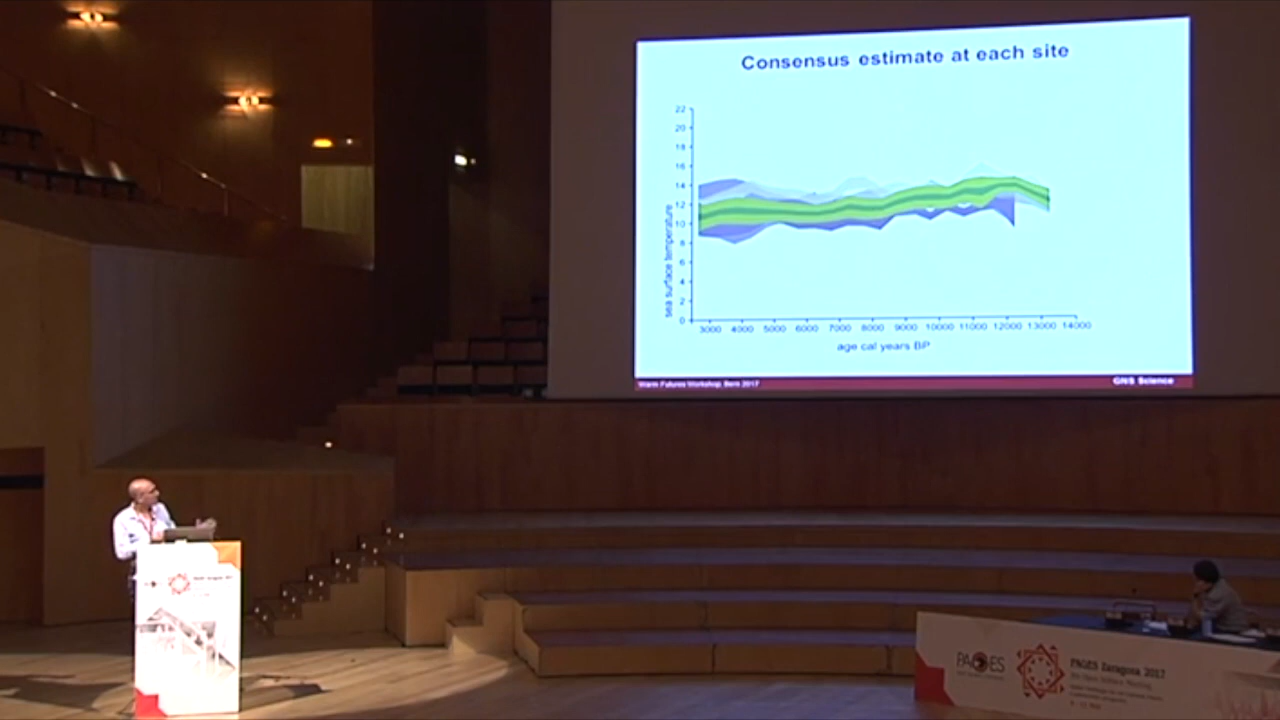 Consensus estimate at each site
22
20
18
16
14
12
10
8
6
4
2
0
sea surface temperature
3000 4000 5000 6000 7000 8000 9000 10000 11000 12000 13000 14000
age cal years BP
Warm Futures Workshop, Bern 2017
GNS Science
PAGES
PAGES Zaragoza 2017